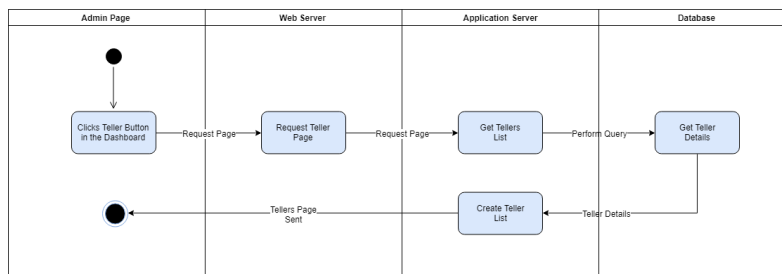 Admin Page
Web Server
Application Server
Database
Clicks Teller Button
in the Dashboard
Request Page
Request Teller
Page
Request Page
Get Tellers
List
Perform Query
Get Teller
Details
Tellers Page
Sent
Create Teller
List
Teller Details